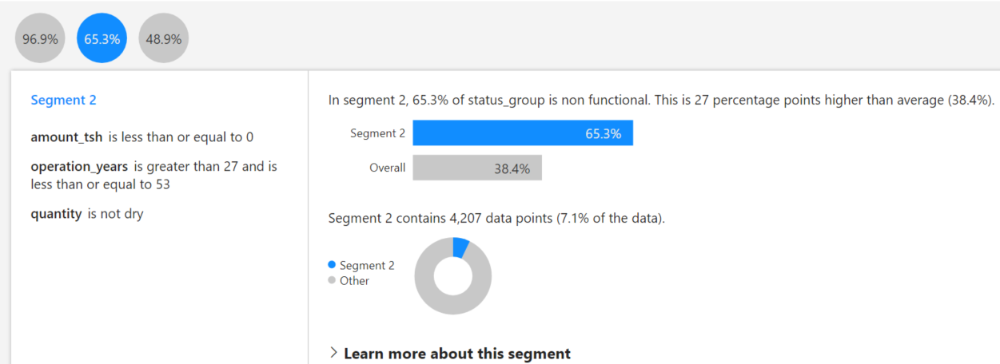 96.9% 65.3% 48.9%
Segment 2
amount_tsh is less than or equal to 0
operation_years is greater than 27 and is
less than or equal to 53
quantity is not dry
In segment 2, 65.3% of status_group is non functional. This is 27 percentage points higher than average (38.4%).
Segment 2 65.3%
Overall 38.4%
Segment 2 contains 4,207 data points (7.1% of the data).
Segment 2
Other
Learn more about this segment